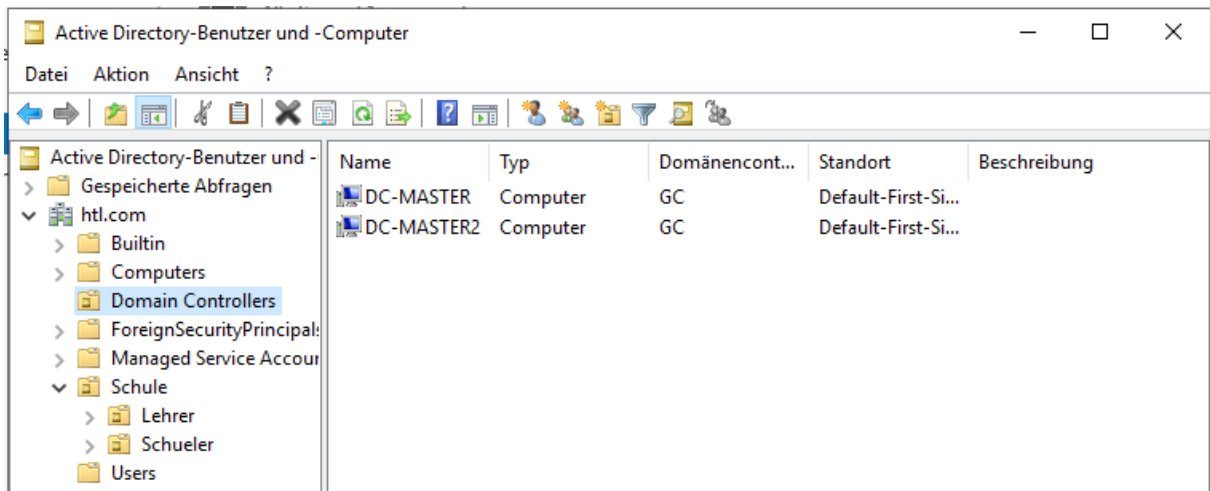 Active Directory-Benutzer und -Computer
Datei Aktion Ansicht ?
Active Directory-Benutzer und -
Gespeicherte Abfragen
htl.com
Builtin
Computers
Domain Controllers
ForeignSecurityPrincipals
Managed Service Accoun
Schule
Lehrer
Schueler
Users
Name Typ Domänencont... Standort Beschreibung
DC-MASTER Computer GC Default-First-Si...
DC-MASTER2 Computer GC Default-First-Si...